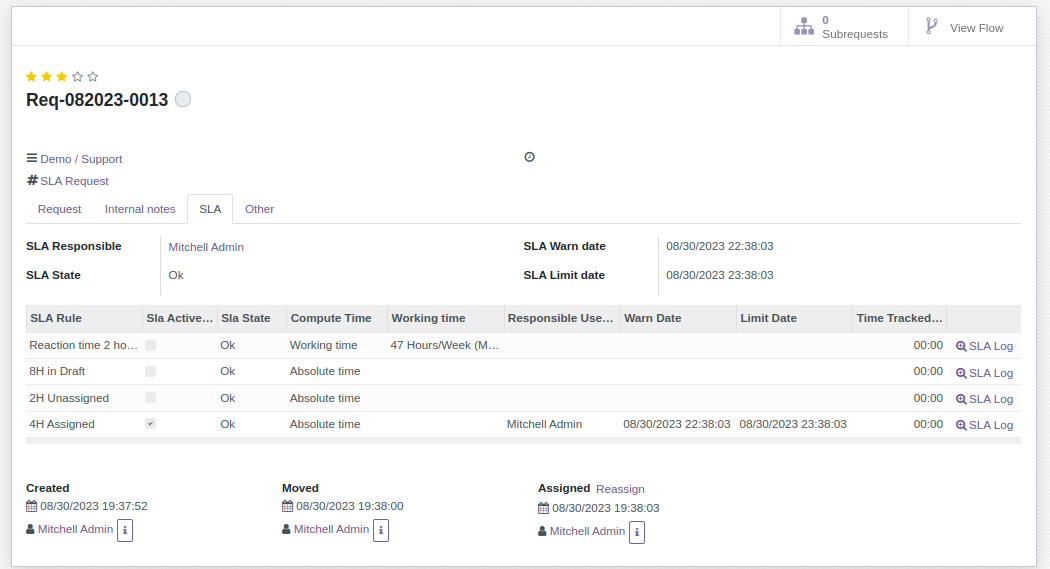 0
Subrequests
View Flow
Req-082023-0013
Demo / Support
SLA Request
Request Internal notes SLA Other
SLA Responsible Mitchell Admin SLA Warn date 08/30/2023 22:38:03
SLA State Ok SLA Limit date 08/30/2023 23:38:03
SLA Rule Sla Active... Sla State Compute Time Working time Responsible Use... Warn Date Limit Date Time Tracked...
Reaction time 2 ho... Ok Working time 47 Hours/Week (M... 00:00 SLA Log
8H in Draft Ok Absolute time 00:00 SLA Log
2H Unassigned Ok Absolute time 00:00 SLA Log
4H Assigned Ok Absolute time Mitchell Admin 08/30/2023 22:38:03 08/30/2023 23:38:03 00:00 SLA Log
Created Moved Assigned Reassign
08/30/2023 19:37:52 08/30/2023 19:38:00 08/30/2023 19:38:03
Mitchell Admin i Mitchell Admin i Mitchell Admin i